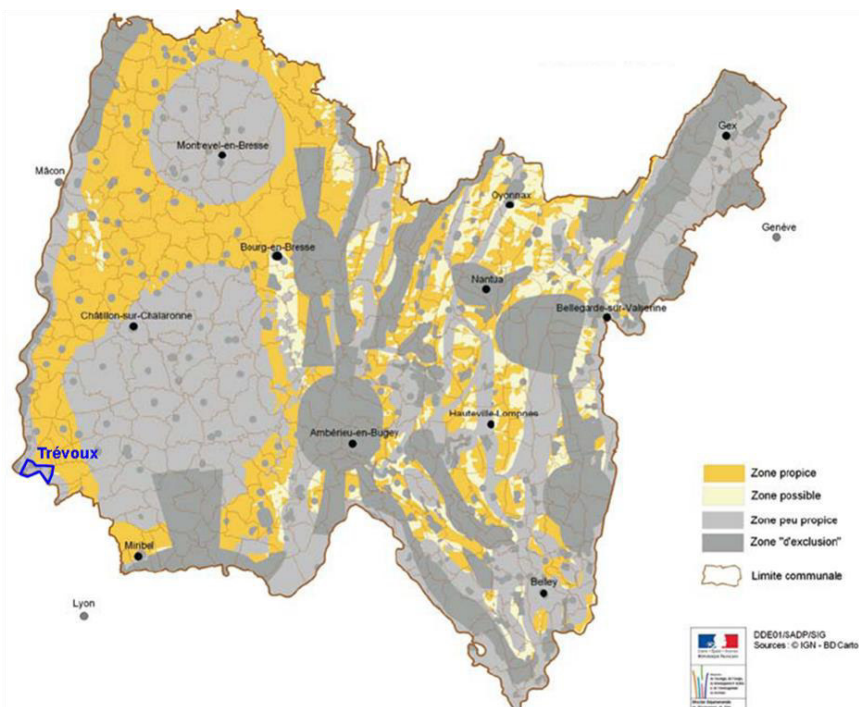 Gex
Montrevel-en-Bresse
Mâcon
Oyonnax
Genève
Bourg-en-Bresse
Nantua
Châtillon-sur-Chalaronne
Bellegarde-sur-Valserine
Hauteville-Lompnes
Ambérieu-en-Bugey
Trévoux
Zone propice
Zone possible
Zone peu propice
Zone "d'exclusion"
Limite communale
Miribel
Belley
Lyon
DDE01/SADP/SIG
Sources : © IGN - BD Carto